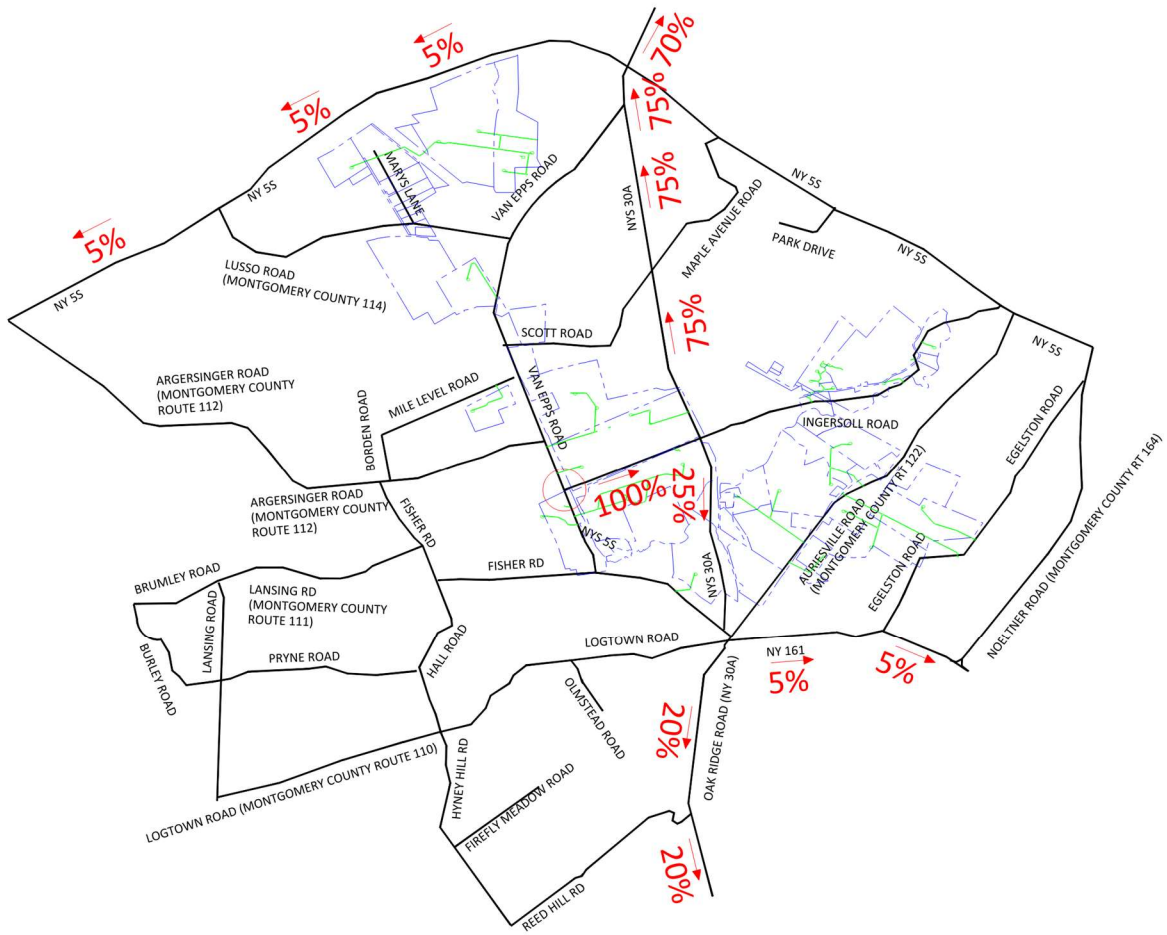 70%
5%
75%
5%
MARYS LANE
VAN EPPS ROAD
75%
NYS 30A
NY 5S
NY 5S
MAPLE AVENUE ROAD
PARK DRIVE
5%
LUSSO ROAD
(MONTGOMERY COUNTY 114)
NY 5S
NY 5S
75%
SCOTT ROAD
NY 5S
ARGERSINGER ROAD
(MONTGOMERY COUNTY
ROUTE 112)
MILE LEVEL ROAD
VAN EPPS ROAD
BORDEN ROAD
INGERSOLL ROAD
EGELSTON ROAD
NOELTNER ROAD (MONTGOMERY COUNTY RT 164)
ARGERSINGER ROAD
(MONTGOMERY COUNTY
ROUTE 112)
100%
25%
AURIESVILLE ROAD
(MONTGOMERY COUNTY RT 122)
FISHER RD
NYS 5S
EGELSTON ROAD
BRUMLEY ROAD
FISHER RD
NYS 30A
LANSING RD
(MONTGOMERY COUNTY
ROUTE 111)
LANSING ROAD
BURLEY ROAD
PRYNE ROAD
HALL ROAD
LOGTOWN ROAD
NY 161
5%
5%
OLMSTEAD ROAD
20%
OAK RIDGE ROAD (NY 30A)
LOGTOWN ROAD (MONTGOMERY COUNTY ROUTE 110)
HYNEY HILL RD
FIREFLY MEADOW ROAD
20%
REED HILL RD